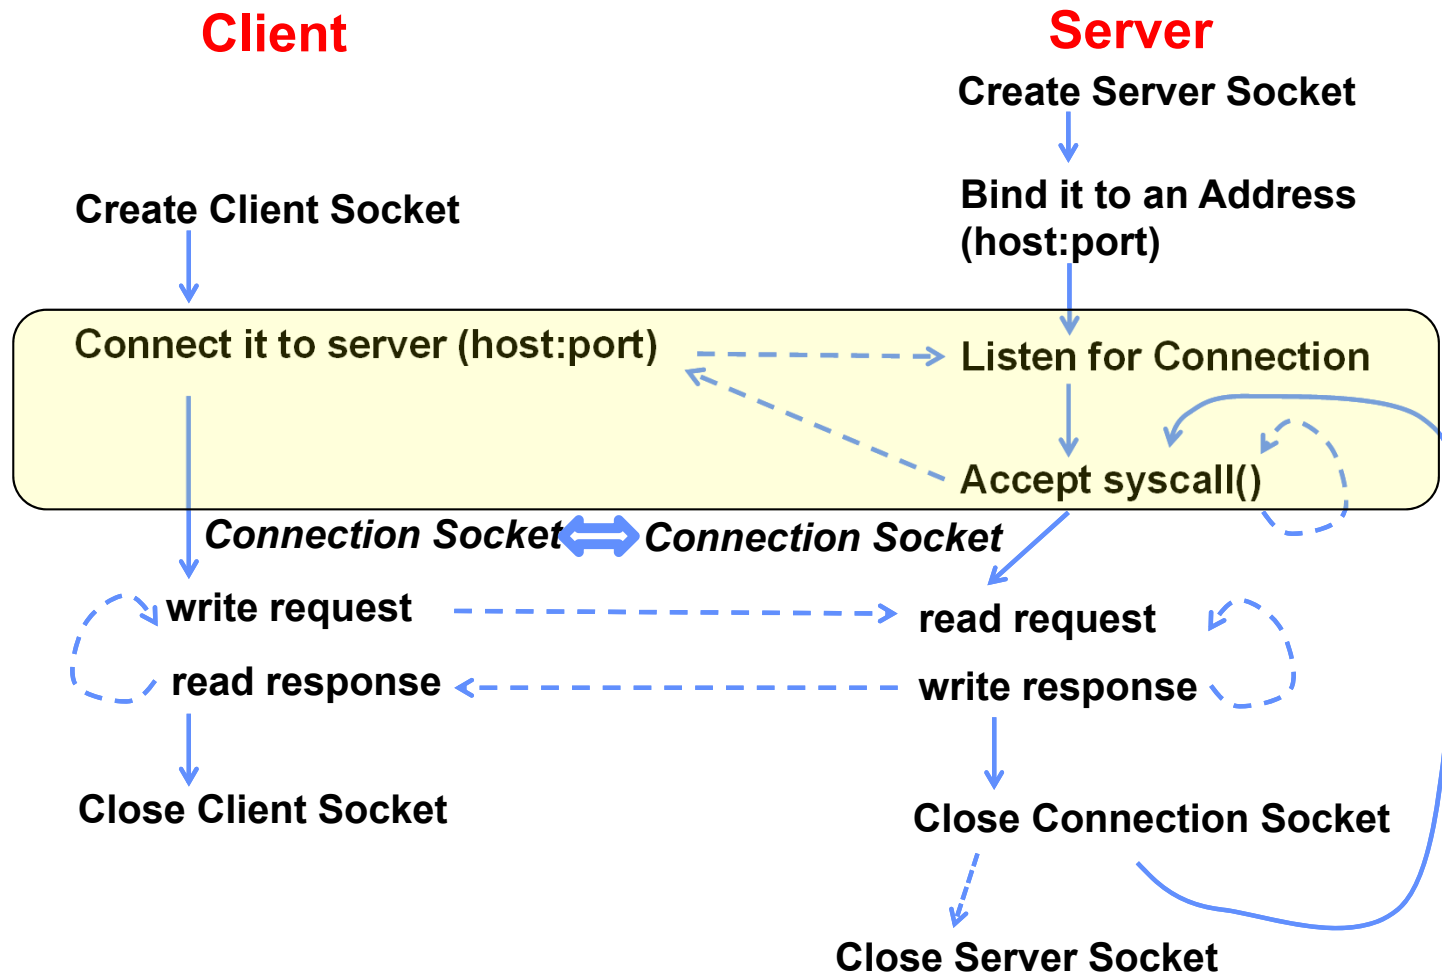 Client
Server
Create Server Socket
Create Client Socket
Bind it to an Address
(host:port)
Connect it to server (host:port)
Listen for Connection
Accept syscall()
Connection Socket
Connection Socket
write request
read request
read response
write response
Close Client Socket
Close Connection Socket
Close Server Socket